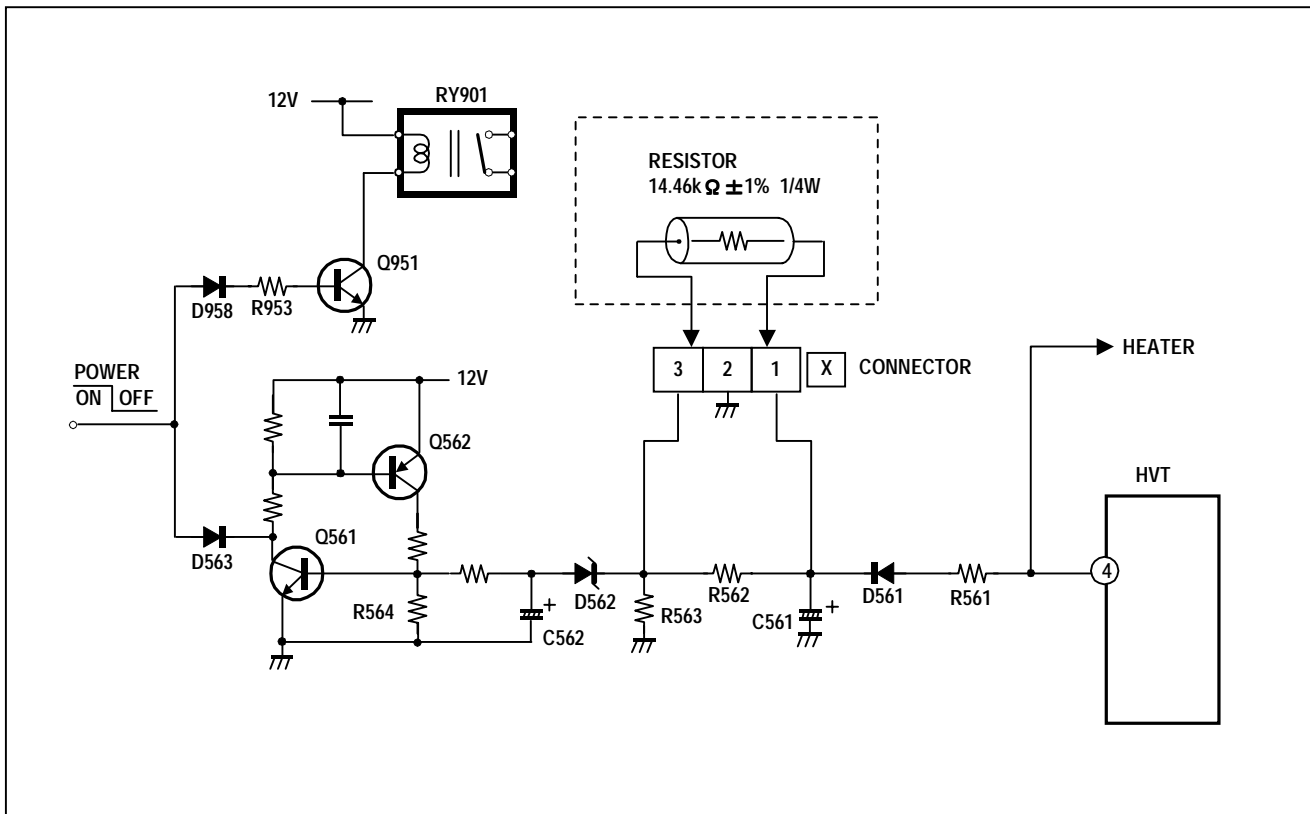 12V
RY901
RESISTOR
14.46kΩ ±1% 1/4W
Q951
D958
R953
3
2
1
X
CONNECTOR
HEATER
POWER
ON OFF
12V
Q562
HVT
D563
Q561
4
R564
D562
R563
R562
C561
+
D561
R561
C562
+